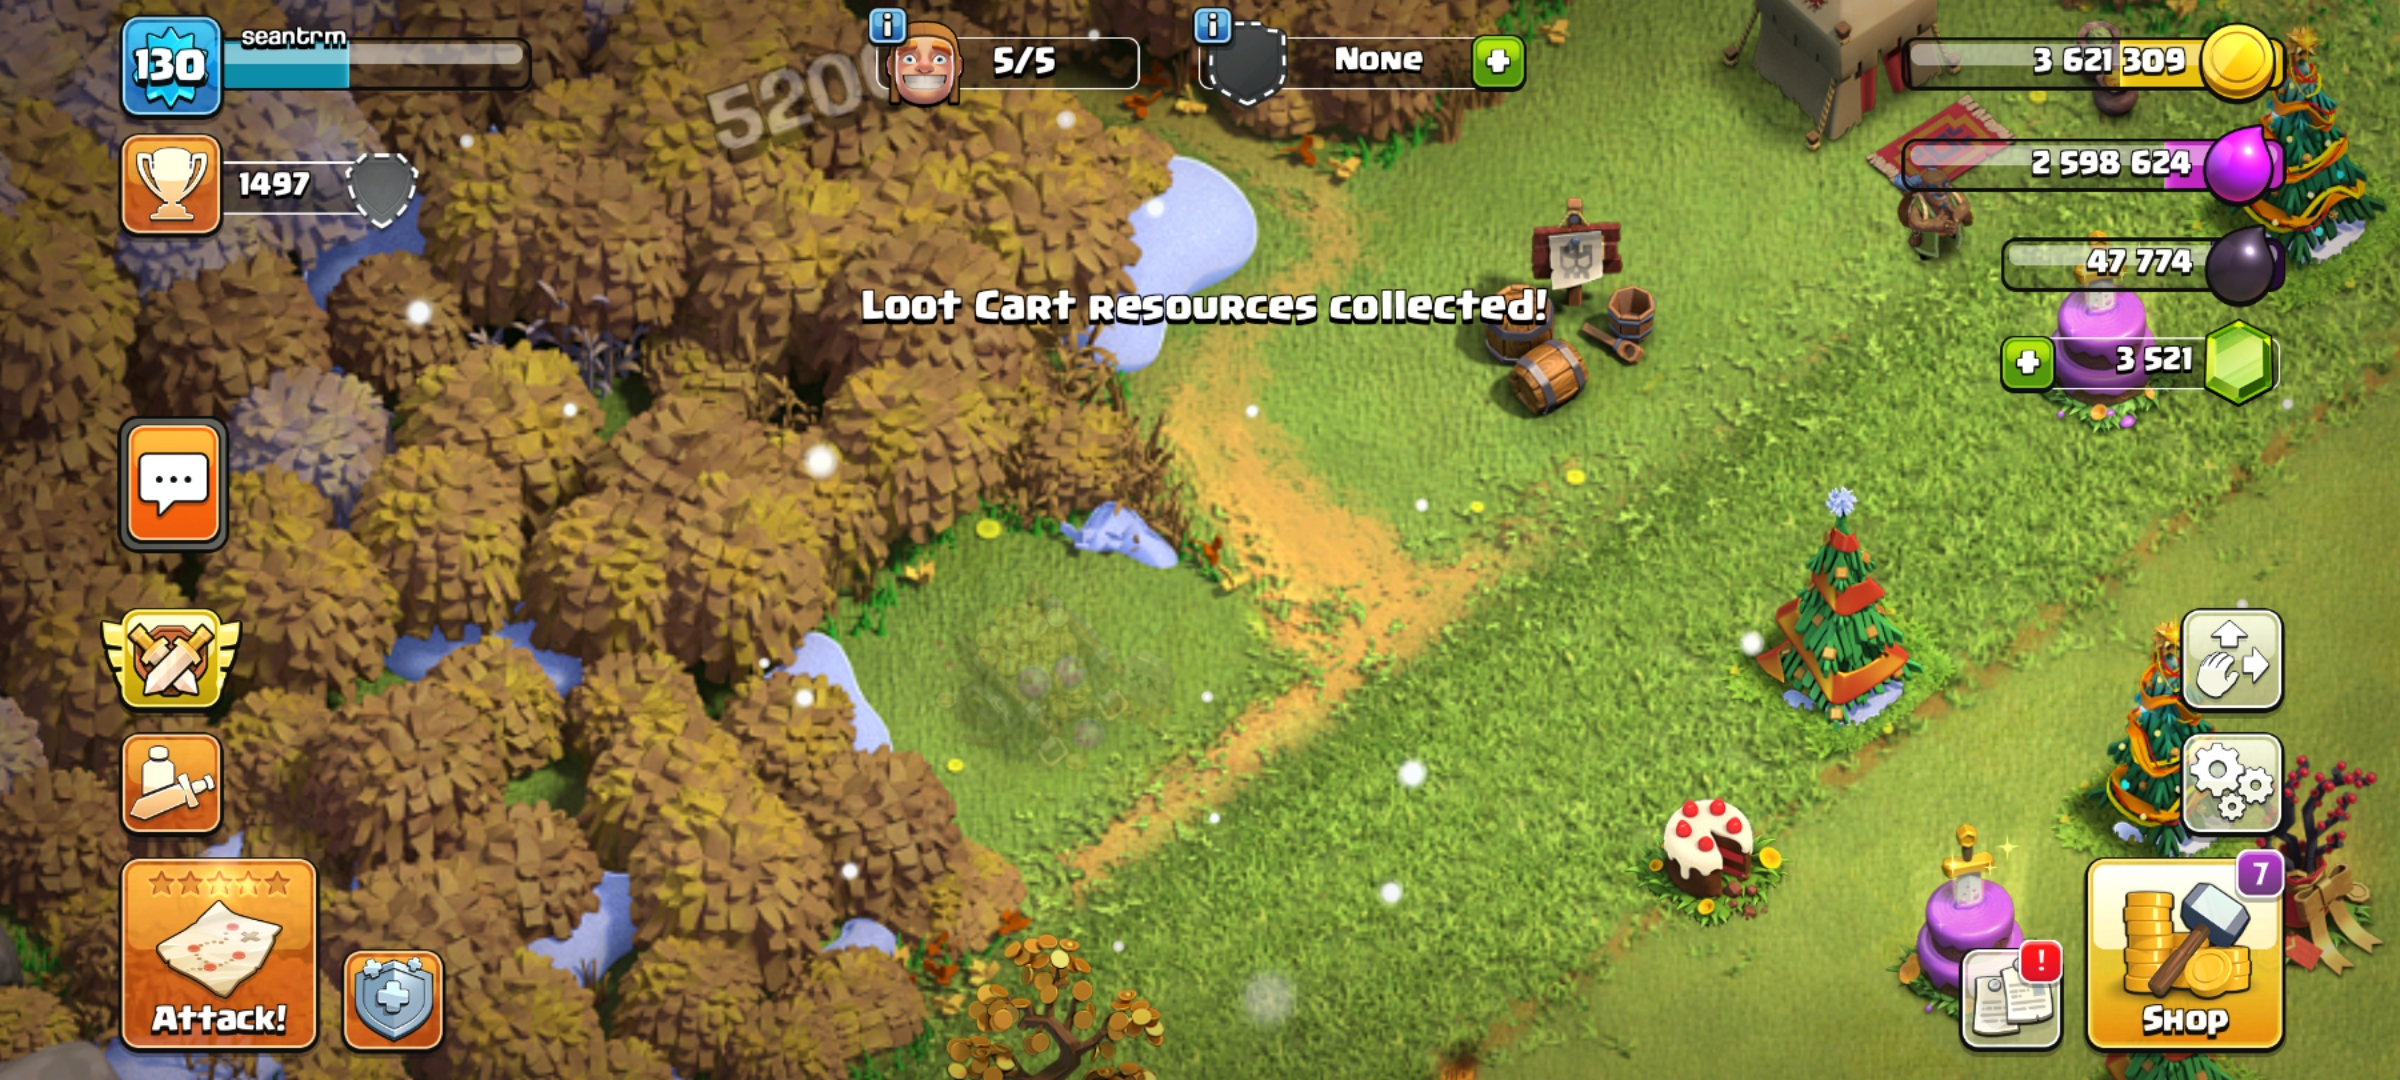 130
seantrm
5/5
None
3 621 309
1497
2 598 624
47 774
Loot Cart resources collected!
3 521
7
!
Attack!
Shop